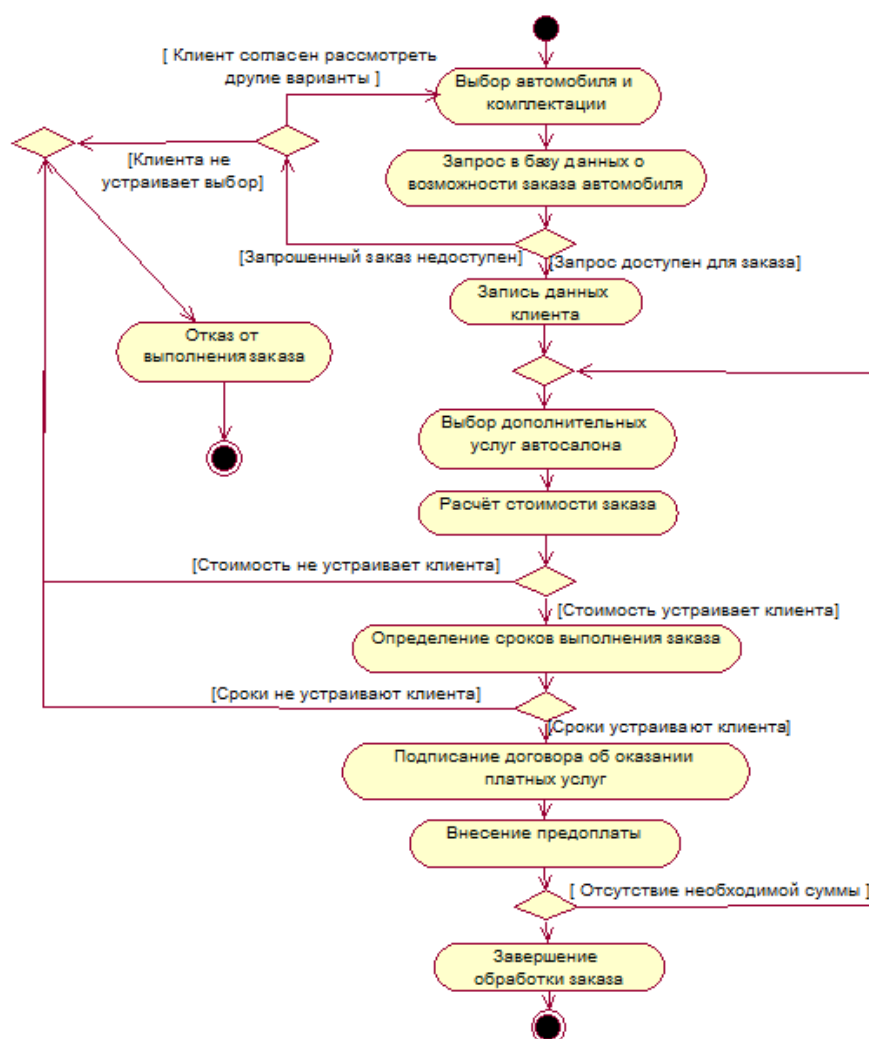 [ Клиент согласен рассмотреть
другие варианты ]
Выбор автомобиля и
комплектации
[Клиента не
устраивает выбор]
Запрос в базу данных о
возможности заказа автомобиля
[Запрошенный заказ недоступен]
[Запрос доступен для заказа]
Запись данных
клиента
Отказ от
выполнения заказа
Выбор дополнительных
услуг автосалона
Расчёт стоимости заказа
[Стоимость не устраивает клиента]
[Стоимость устраивает клиента]
Определение сроков выполнения заказа
[Сроки не устраивают клиента]
[Сроки устраивают клиента]
Подписание договора об оказании
платных услуг
Внесение предоплаты
[ Отсутствие необходимой суммы ]
Завершение
обработки заказа